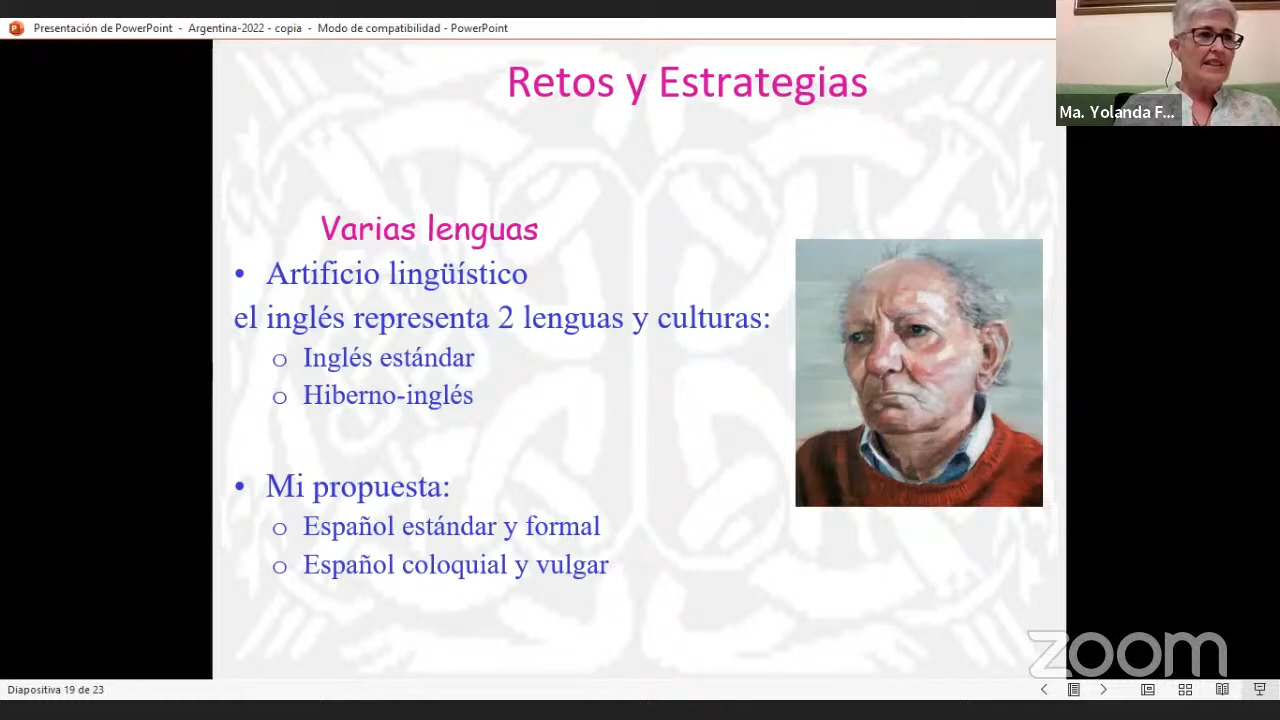 Presentación de PowerPoint - Argentina-2022 - copia - Modo de compatibilidad - PowerPoint
Ma. Yolanda F...
Retos y Estrategias
Varias lenguas
• Artificio lingüístico
el inglés representa 2 lenguas y culturas:
o Inglés estándar
o Hiberno-inglés
• Mi propuesta:
o Español estándar y formal
o Español coloquial y vulgar
zoom
Diapositiva 19 de 23